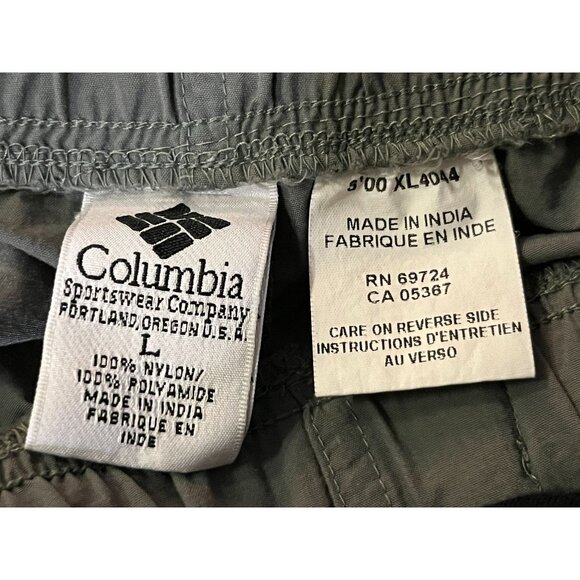 Columbia
Sportswear Company
PORTLAND, OREGON U.S.A.
L
100% NYLON/
100% POLYAMIDE
MADE IN INDIA
FABRIQUE EN
INDE
S'00 XL4044
MADE IN INDIA
FABRIQUE EN INDE
RN 69724
CA 05367
CARE ON REVERSE SIDE
INSTRUCTIONS D'ENTRETIEN
AU VERSO